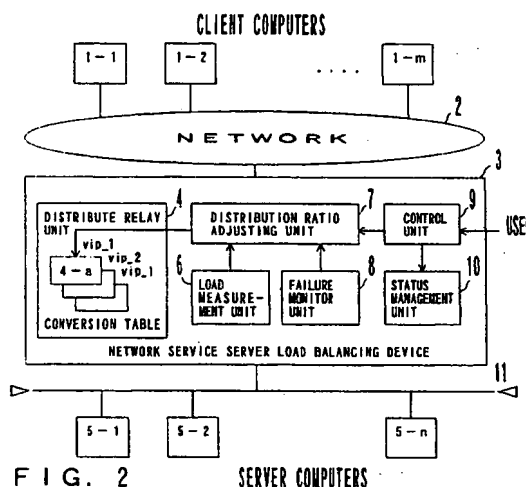 CLIENT COMPUTERS
1-1 1-2 .... 1-m
2
NETWORK
3
DISTRIBUTE RELAY UNIT
4
vip_1
vip_2
vip_1
4-a
CONVERSION TABLE
DISTRIBUTION RATIO ADJUSTING UNIT
7
CONTROL UNIT
9
USER
6
LOAD MEASURE-MENT UNIT
FAILURE MONITOR UNIT
8
STATUS MANAGEMENT UNIT
10
NETWORK SERVICE SERVER LOAD BALANCING DEVICE
11
5-1 5-2 5-n
FIG. 2 SERVER COMPUTERS